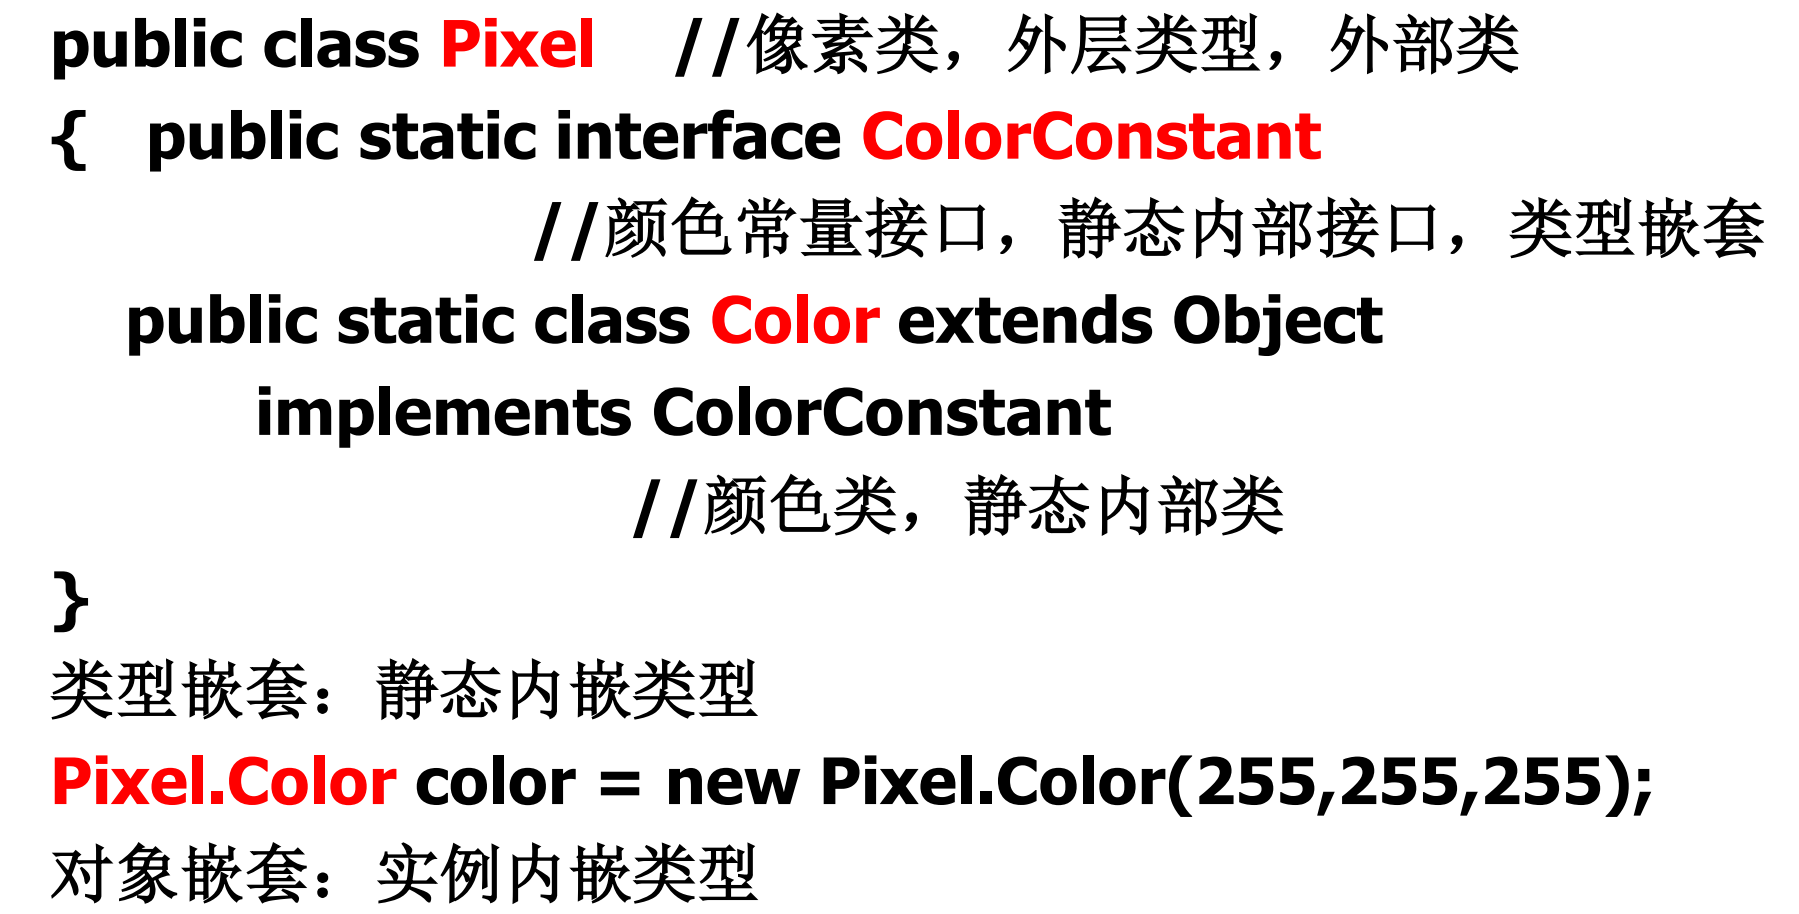 public class Pixel //像素类，外层类型，外部类
{ public static interface ColorConstant
//颜色常量接口，静态内部接口，类型嵌套
public static class Color extends Object
implements ColorConstant
//颜色类，静态内部类
}
类型嵌套：静态内嵌类型
Pixel.Color color = new Pixel.Color(255,255,255);
对象嵌套：实例内嵌类型